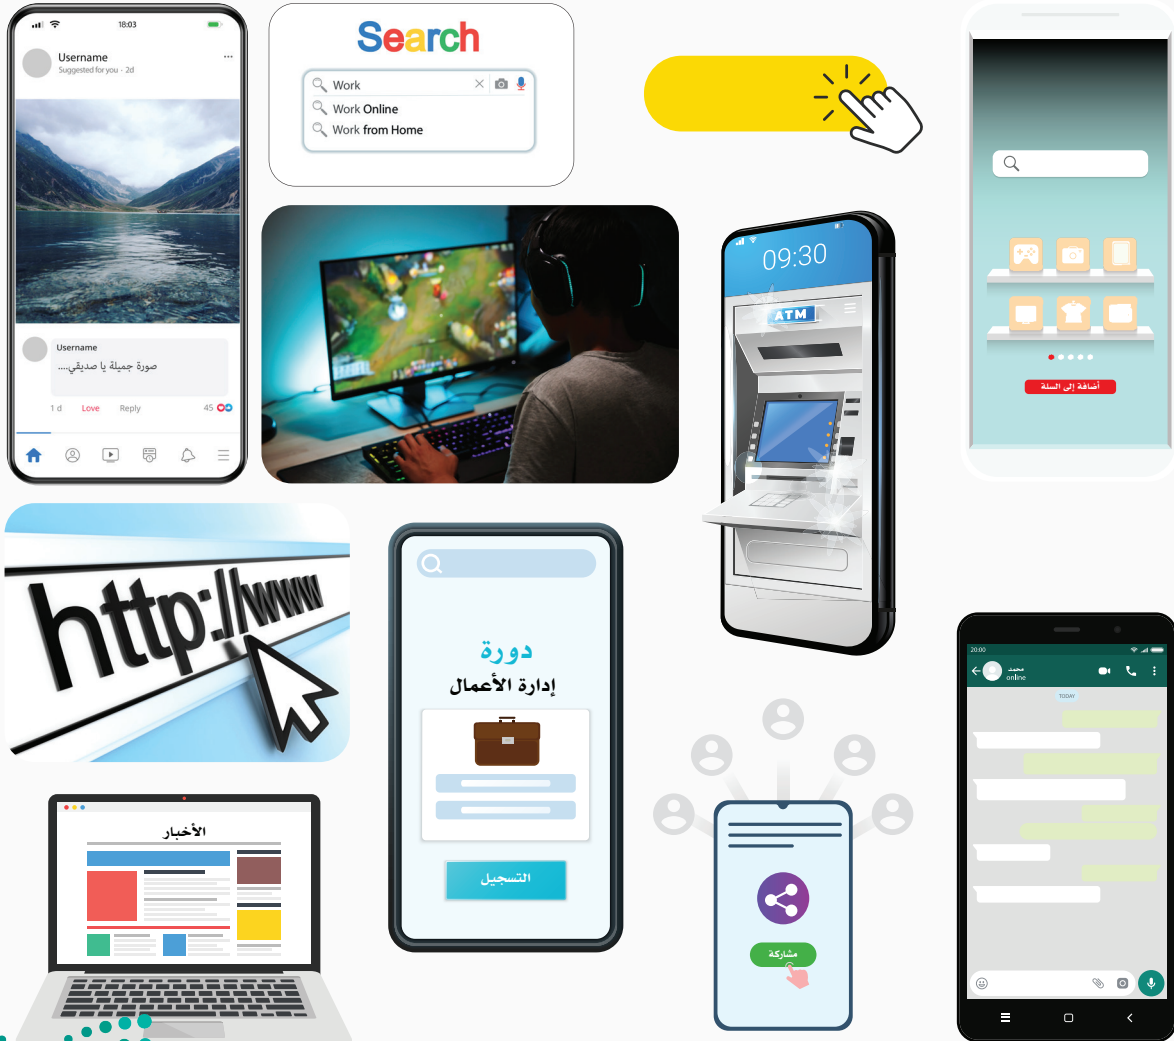 18:03
Username
Suggested for you · 2d
Username
صورة جميلة يا صديقي....
1 d Love Reply 45
Search
Work
Work Online
Work from Home
09:30
ATM
أضافة إلى السلة
http://www
دورة
إدارة الأعمال
التسجيل
20:00
محمد
online
TODAY
الأخبار
مشاركة